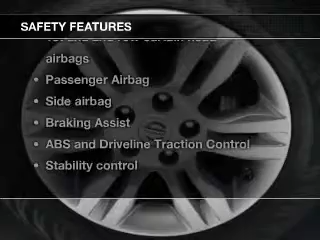 SAFETY FEATURES
airbags
• Passenger Airbag
• Side airbag
• Braking Assist
• ABS and Driveline Traction Control
• Stability control